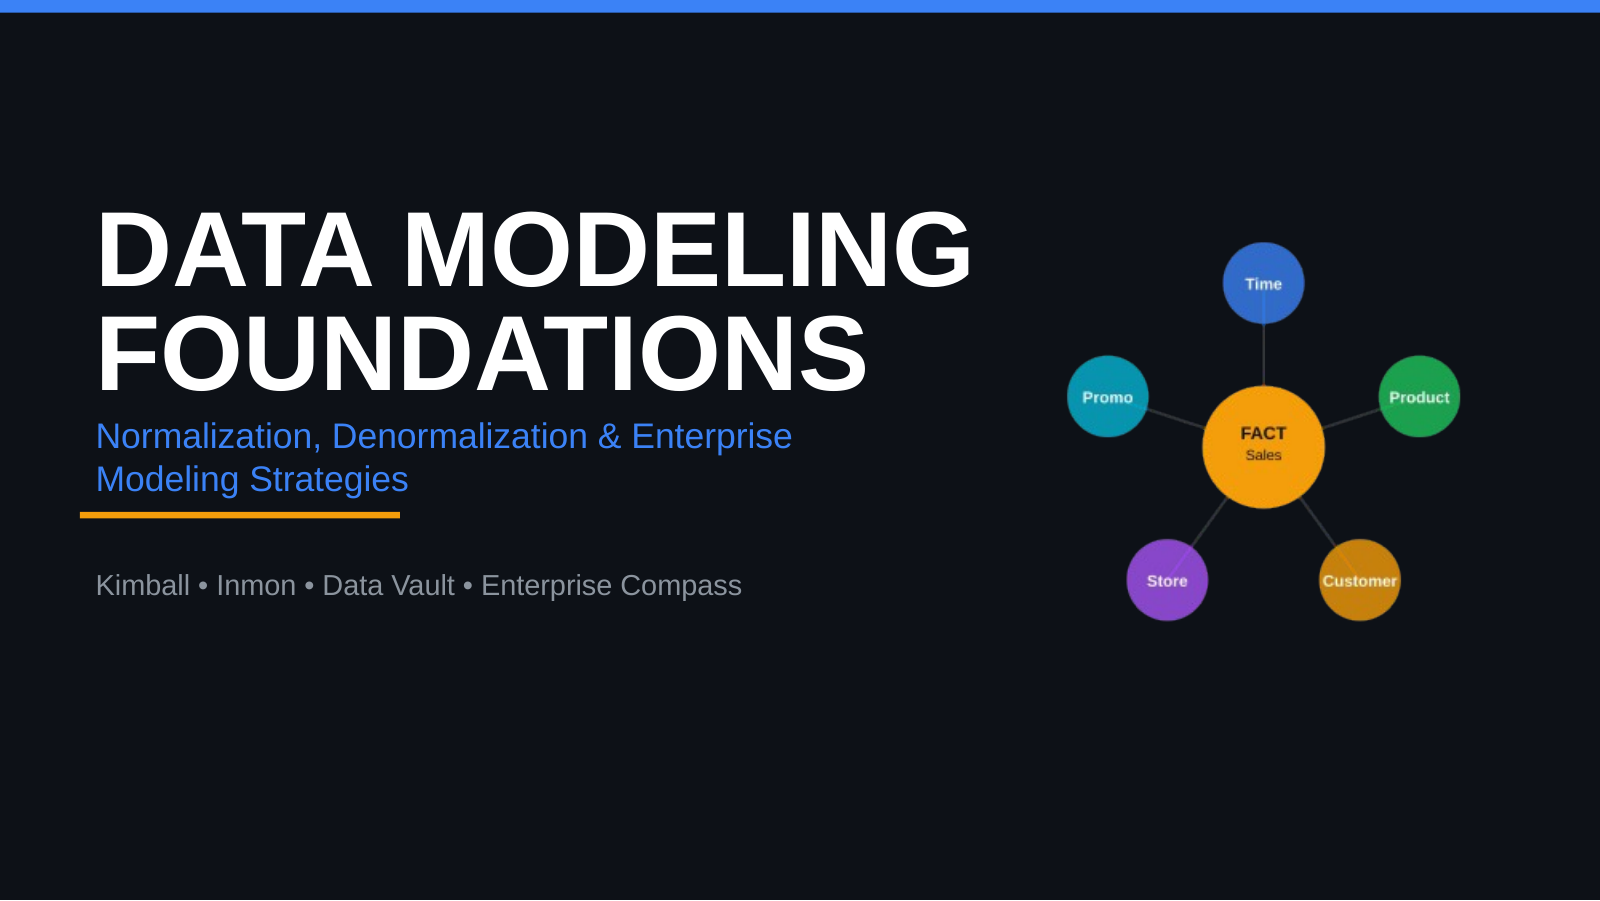 DATA MODELING
FOUNDATIONS
Normalization, Denormalization & Enterprise
Modeling Strategies
Kimball • Inmon • Data Vault • Enterprise Compass
Time
Promo
Product
FACT
Sales
Store
Customer